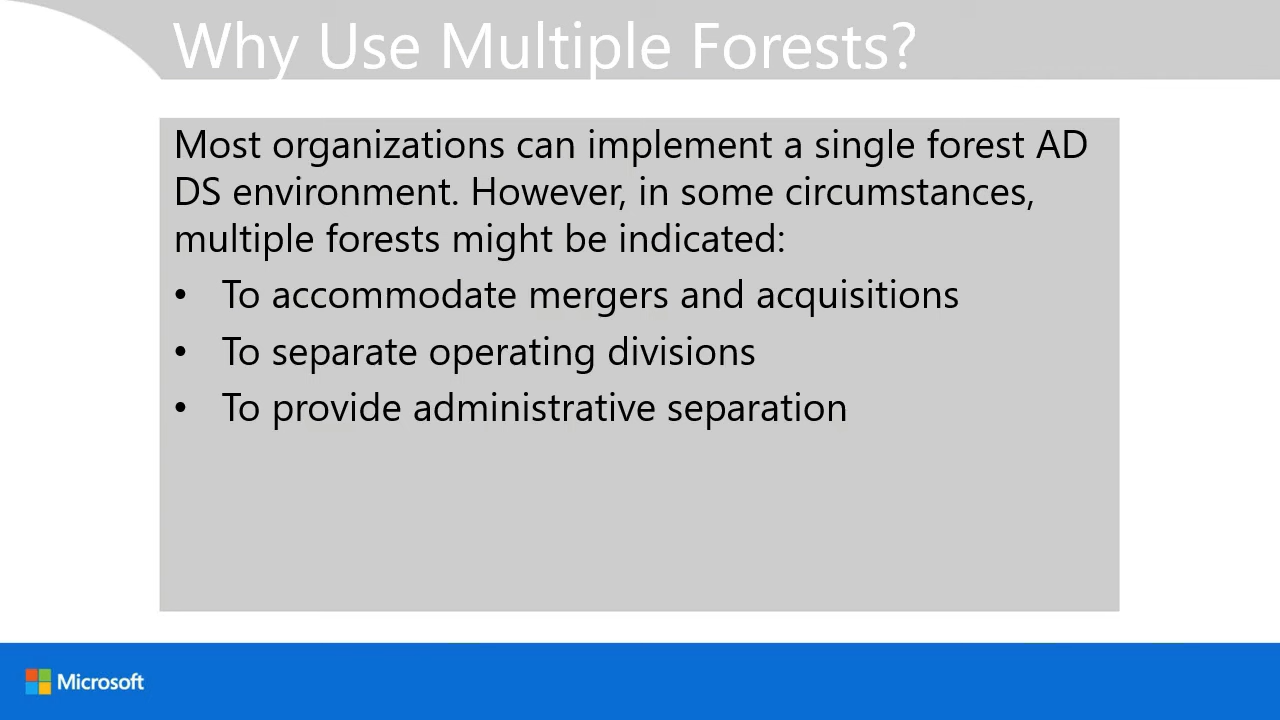 Why Use Multiple Forests?
Most organizations can implement a single forest AD
DS environment. However, in some circumstances,
multiple forests might be indicated:
• To accommodate mergers and acquisitions
• To separate operating divisions
• To provide administrative separation
Microsoft